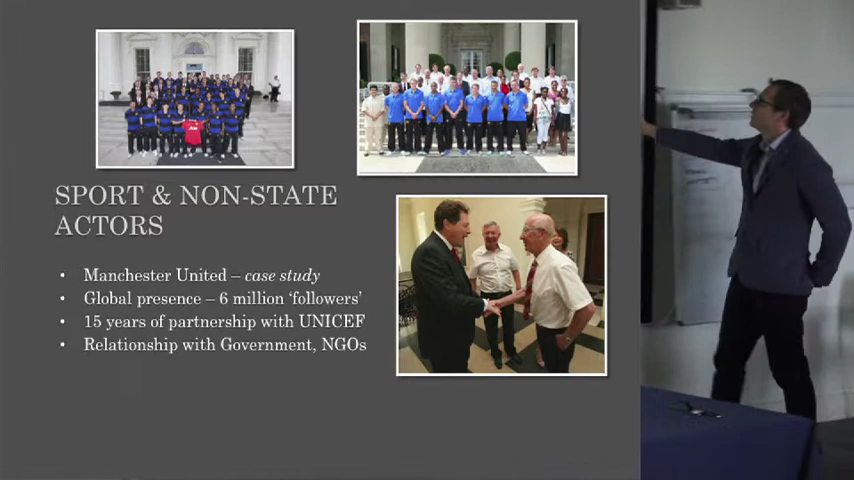 SPORT & NON-STATE
ACTORS
• Manchester United – case study
• Global presence – 6 million ‘followers’
• 15 years of partnership with UNICEF
• Relationship with Government, NGOs